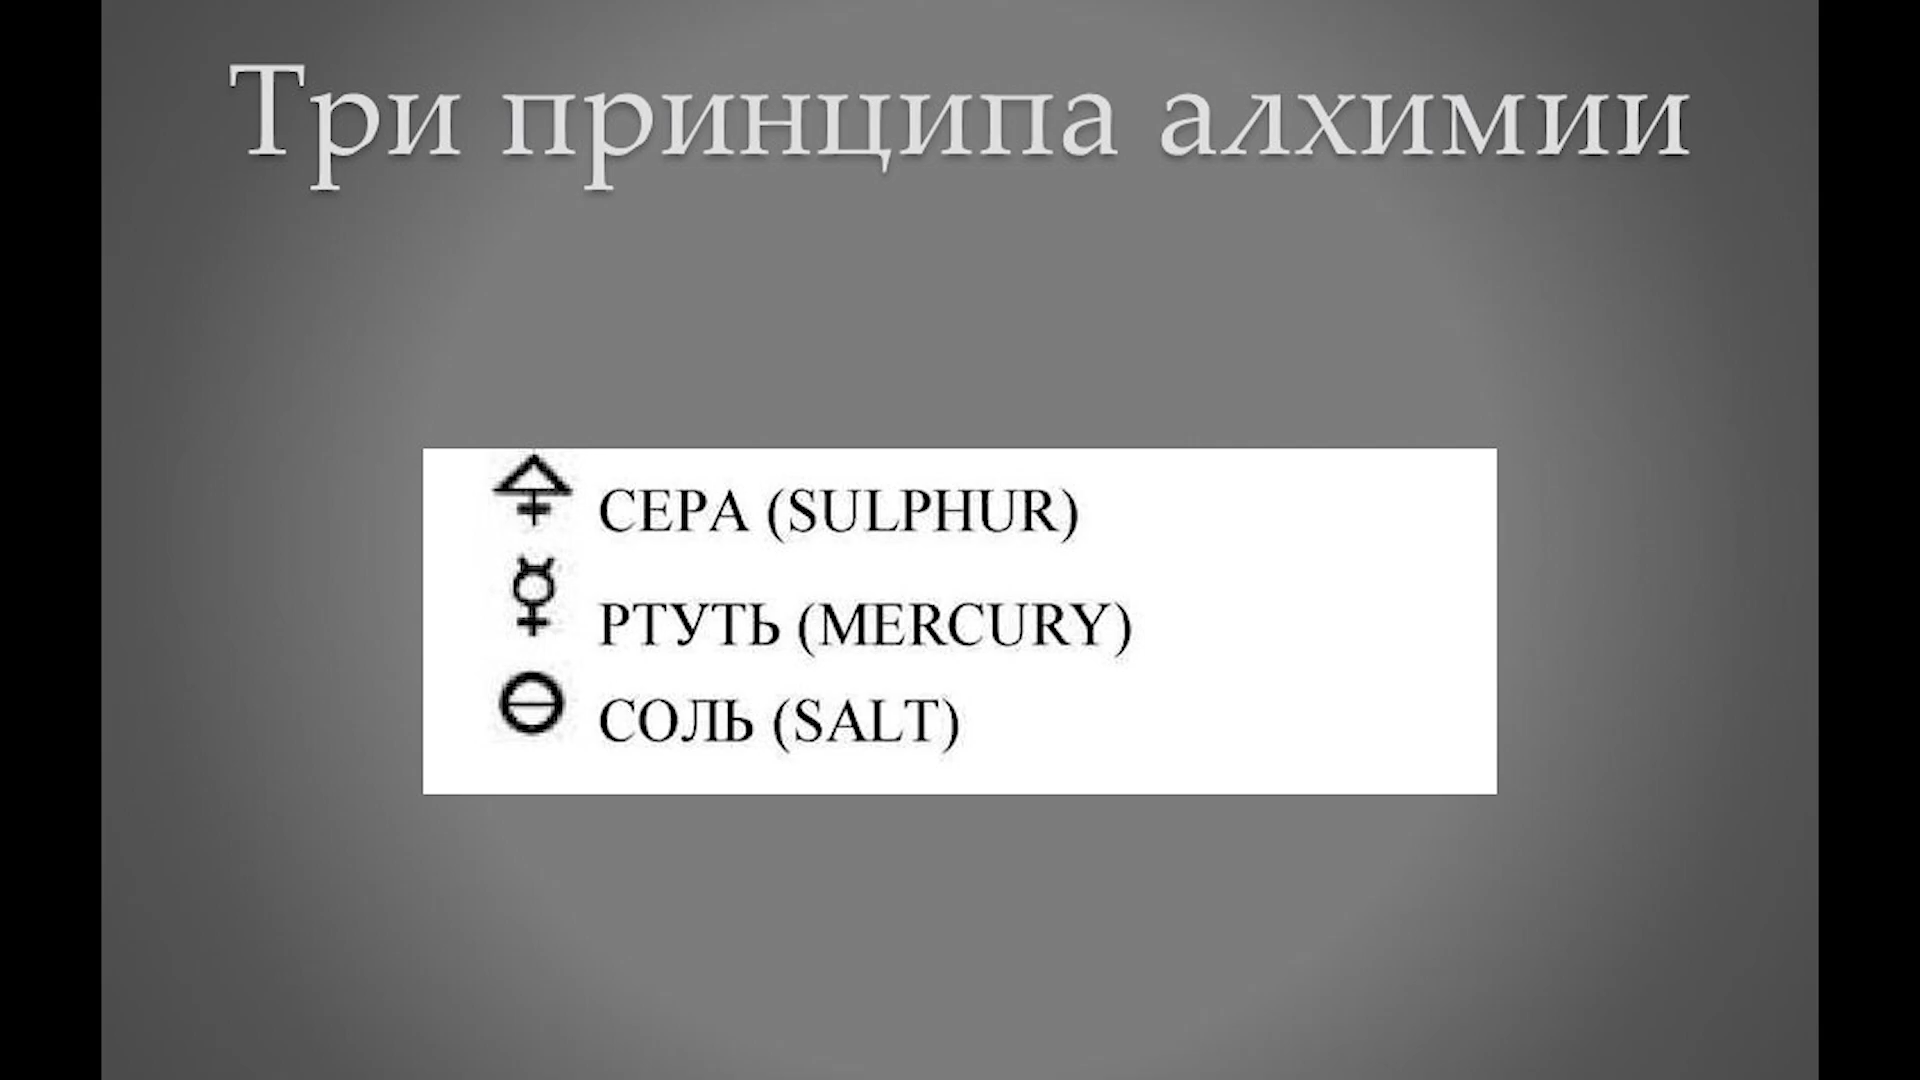 Три принципа алхимии
СЕРА (SULPHUR)
РТУТЬ (MERCURY)
СОЛЬ (SALT)